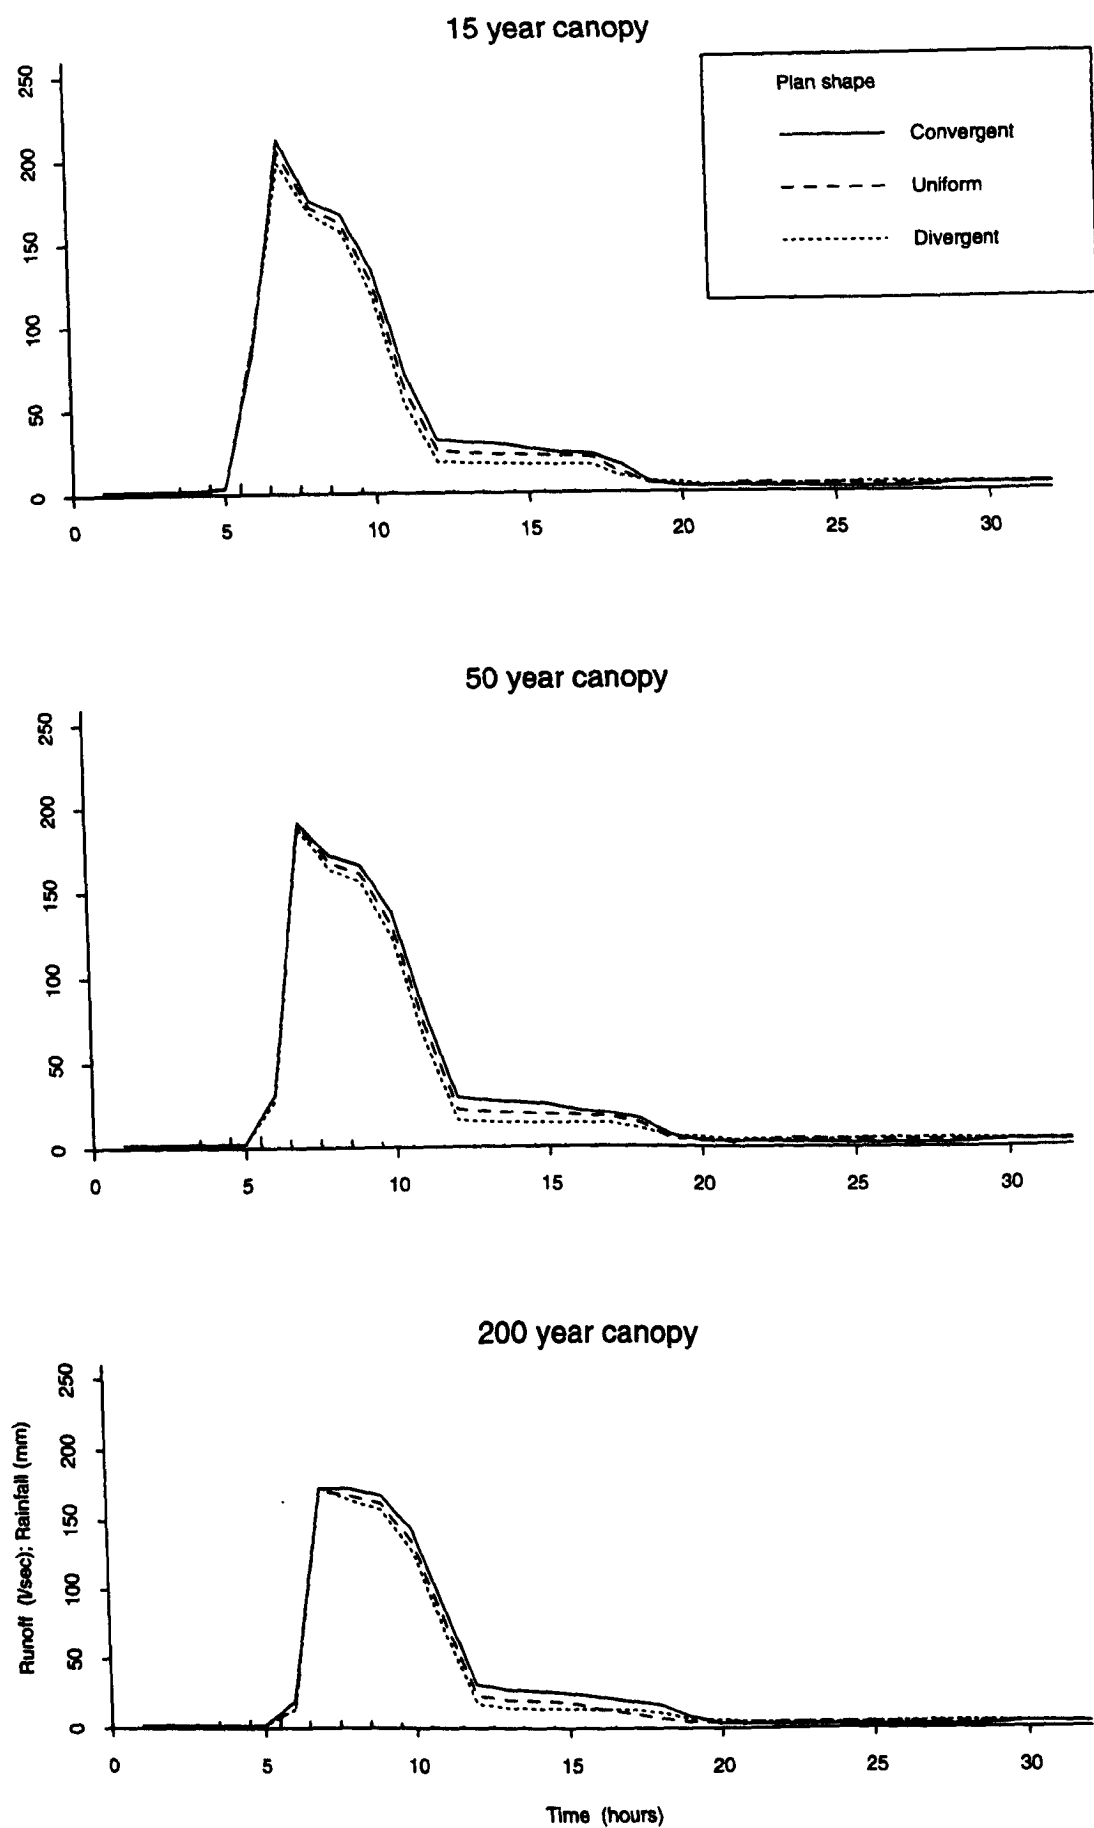 15 year canopy
Plan shape
Convergent
Uniform
Divergent
250
200
150
100
50
0
0 5 10 15 20 25 30
50 year canopy
250
200
150
100
50
0
0 5 10 15 20 25 30
200 year canopy
Runoff (l/sec); Rainfall (mm)
250
200
150
100
50
0
0 5 10 15 20 25 30
Time (hours)